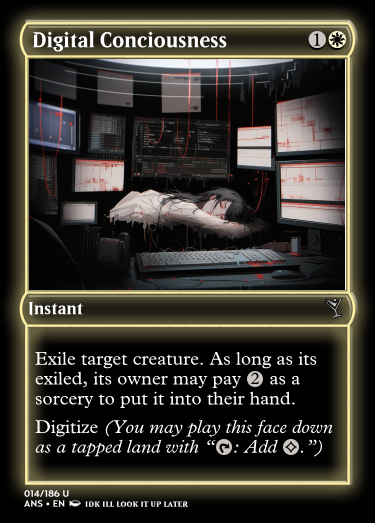 Digital Conciousness 1
Instant
Exile target creature. As long as its
exiled, its owner may pay 2 as a
sorcery to put it into their hand.
Digitize (You may play this face down
as a tapped land with “: Add .”)
014/186 U
ANS • EN IDK ILL LOOK IT UP LATER